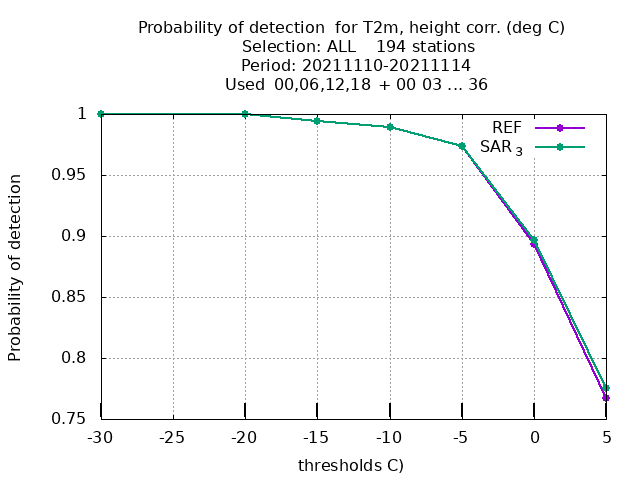 Probability of detection  for T2m, height corr. (deg C)
Selection: ALL    194 stations
Period: 20211110-20211114
Used  00,06,12,18  + 00 03 ... 36
REF
SAR 3
1
0.95
0.9
0.85
0.8
0.75
Probability of detection
-30 -25 -20 -15 -10 -5 0 5
thresholds C)